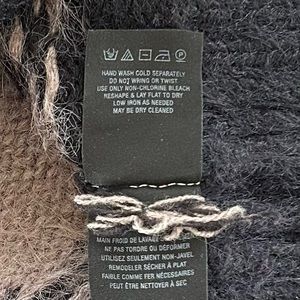 HAND WASH COLD SEPARATELY
DO NOT WRING OR TWIST
USE ONLY NON-CHLORINE BLEACH
RESHAPE & LAY FLAT TO DRY
LOW IRON AS NEEDED
MAY BE DRY CLEANED
MAIN FROID DE LAVAGE
NE PAS TORDRE OU DÉFORMER
UTILISEZ SEULEMENT NON-JAVEL
REMODELER SÉCHER À PLAT
COMME FER NÉCESSAIRES
PEUT ÊTRE NETTOYER À SEC